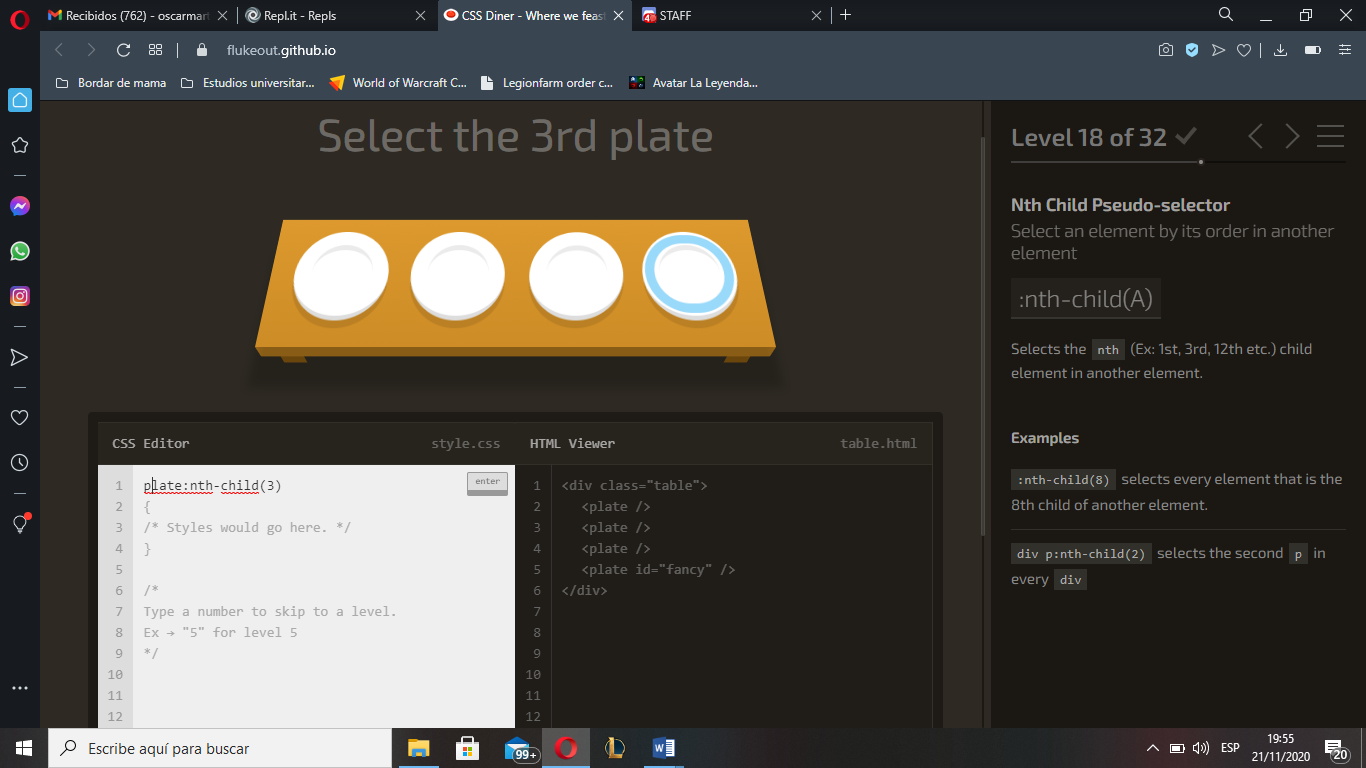 Recibidos (762) - oscarmar
Repl.it - Repls
CSS Diner - Where we feas
STAFF
flukeout.github.io
Bordar de mama
Estudios universitar...
World of Warcraft C...
Legionfarm order c...
Avatar La Leyenda...
Select the 3rd plate
CSS Editor
style.css
HTML Viewer
table.html
1 plate:nth-child(3)
enter
2 {
3 /* Styles would go here. */
4 }
5
6 /*
7 Type a number to skip to a level.
8 Ex → "5" for level 5
9 */
10
11
12
1 <div class="table">
2 <plate />
3 <plate />
4 <plate />
5 <plate id="fancy" />
6 </div>
7
8
9
10
11
12
Level 18 of 32
Nth Child Pseudo-selector
Select an element by its order in another
element
:nth-child(A)
Selects the nth (Ex: 1st, 3rd, 12th etc.) child
element in another element.
Examples
:nth-child(8) selects every element that is the
8th child of another element.
div p:nth-child(2) selects the second p in
every div
Escribe aquí para buscar
99+
W
ESP
19:55
21/11/2020
20